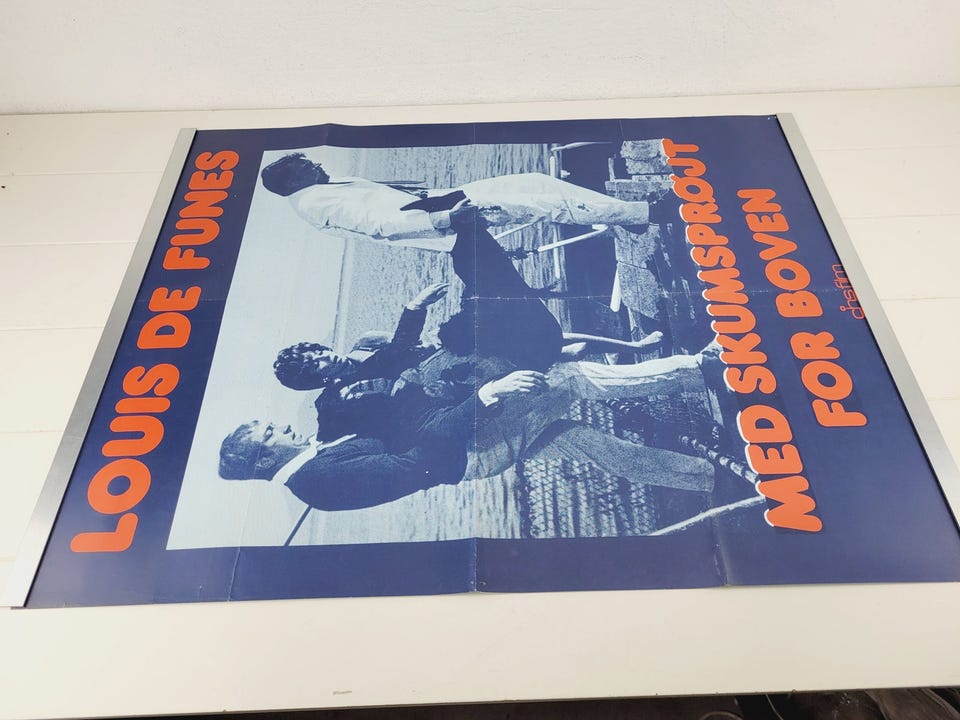 LOUIS DE FUNES
MED SKUMSPRØJT
FOR BOVEN